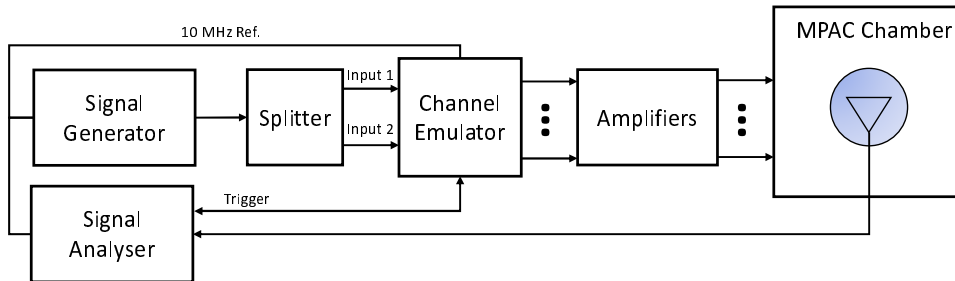 10 MHz Ref.
MPAC Chamber
Signal
Generator
Splitter
Input 1
Input 2
Channel
Emulator
Amplifiers
Trigger
Signal
Analyser